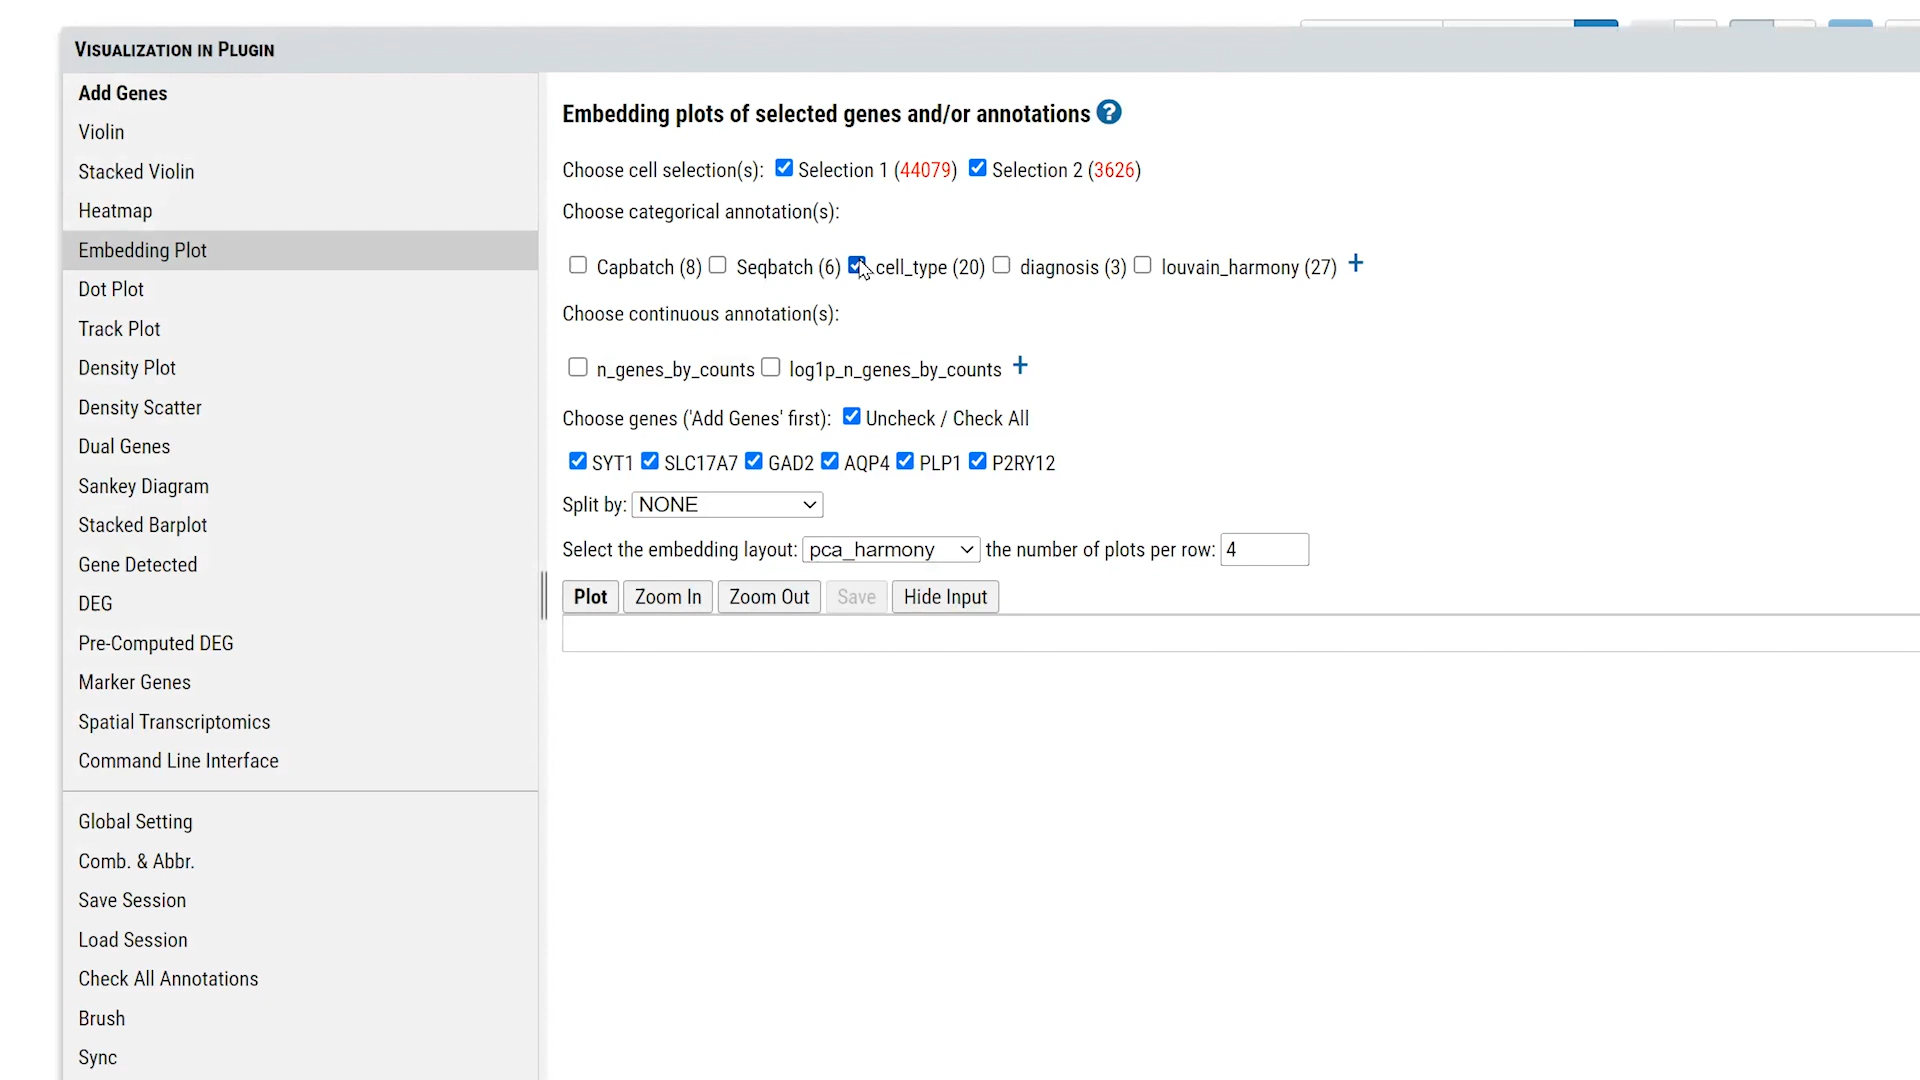 VISUALIZATION IN PLUGIN
Add Genes
Violin
Stacked Violin
Heatmap
Embedding Plot
Dot Plot
Track Plot
Density Plot
Density Scatter
Dual Genes
Sankey Diagram
Stacked Barplot
Gene Detected
DEG
Pre-Computed DEG
Marker Genes
Spatial Transcriptomics
Command Line Interface
Global Setting
Comb. & Abbr.
Save Session
Load Session
Check All Annotations
Brush
Sync
Embedding plots of selected genes and/or annotations ?
Choose cell selection(s): Selection 1 (44079) Selection 2 (3626)
Choose categorical annotation(s):
Capbatch (8) Seqbatch (6) cell_type (20) diagnosis (3) louvain_harmony (27) +
Choose continuous annotation(s):
n_genes_by_counts log1p_n_genes_by_counts +
Choose genes ('Add Genes' first): Uncheck / Check All
SYT1 SLC17A7 GAD2 AQP4 PLP1 P2RY12
Split by: NONE
Select the embedding layout: pca_harmony the number of plots per row: 4
Plot Zoom In Zoom Out Save Hide Input